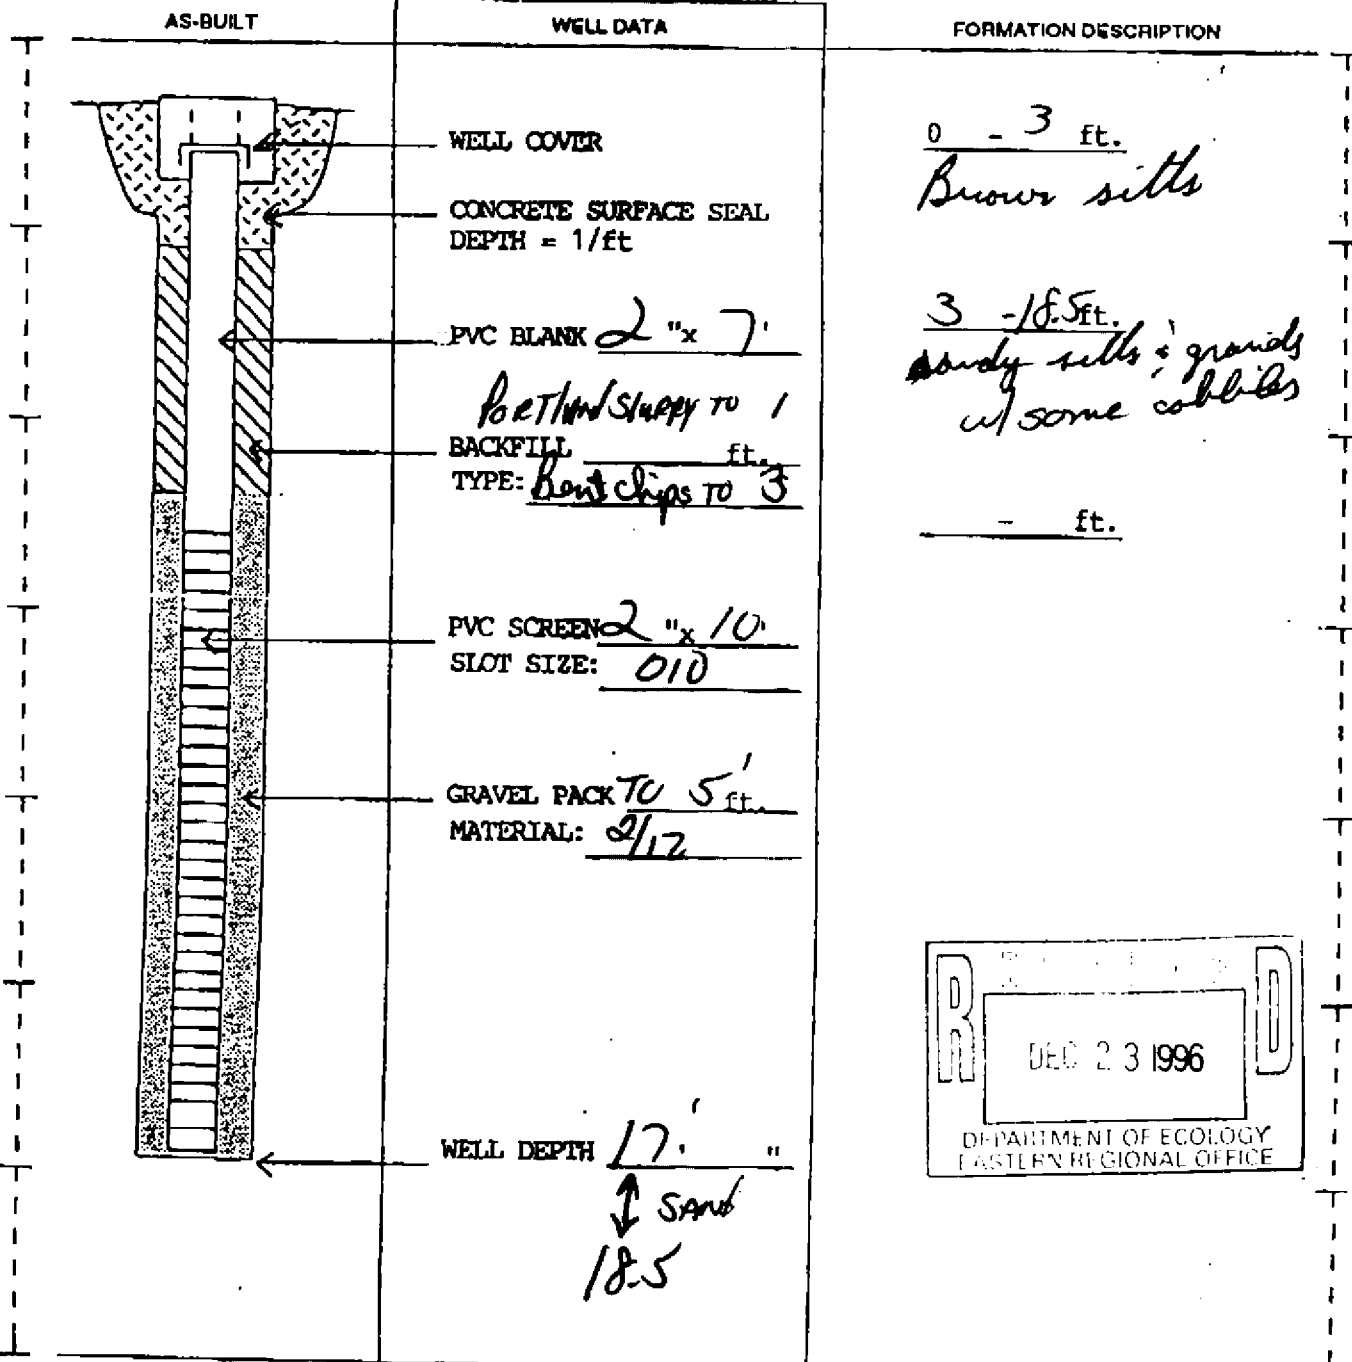 AS-BUILT
WELL DATA
FORMATION DESCRIPTION
WELL COVER
CONCRETE SURFACE SEAL
DEPTH = 1/ft
PVC BLANK 2 "x 7'
Portland Slurry TO 1
BACKFILL ft.
TYPE: Bent chips TO 3
PVC SCREEN 2 "x 10'
SLOT SIZE: 010
GRAVEL PACK TO 5' ft.
MATERIAL: 2/12
WELL DEPTH 17' "
SAND
18.5
0 - 3 ft.
Brown silts
3 - 18.5 ft.
sandy silts & gravels
w/ some cobbles
- ft.
R D
DEC 23 1996
DEPARTMENT OF ECOLOGY
EASTERN REGIONAL OFFICE